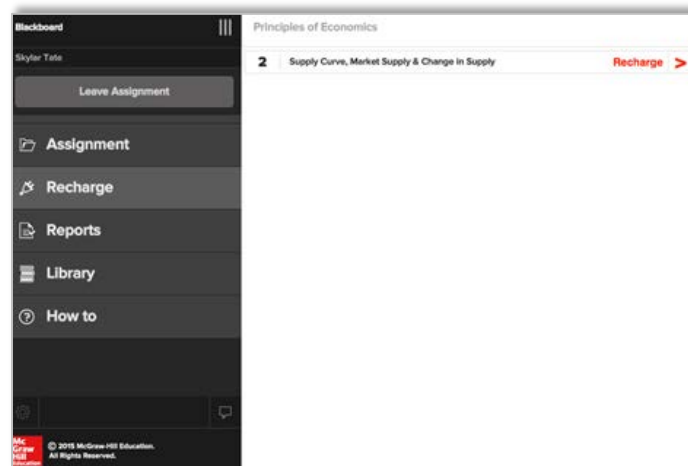 Blackboard
Skyler Tate
Leave Assignment
Assignment
Recharge
Reports
Library
How to
Mc
Graw
Hill
Education
© 2015 McGraw-Hill Education.
All Rights Reserved.
Principles of Economics
2 Supply Curve, Market Supply & Change in Supply Recharge >